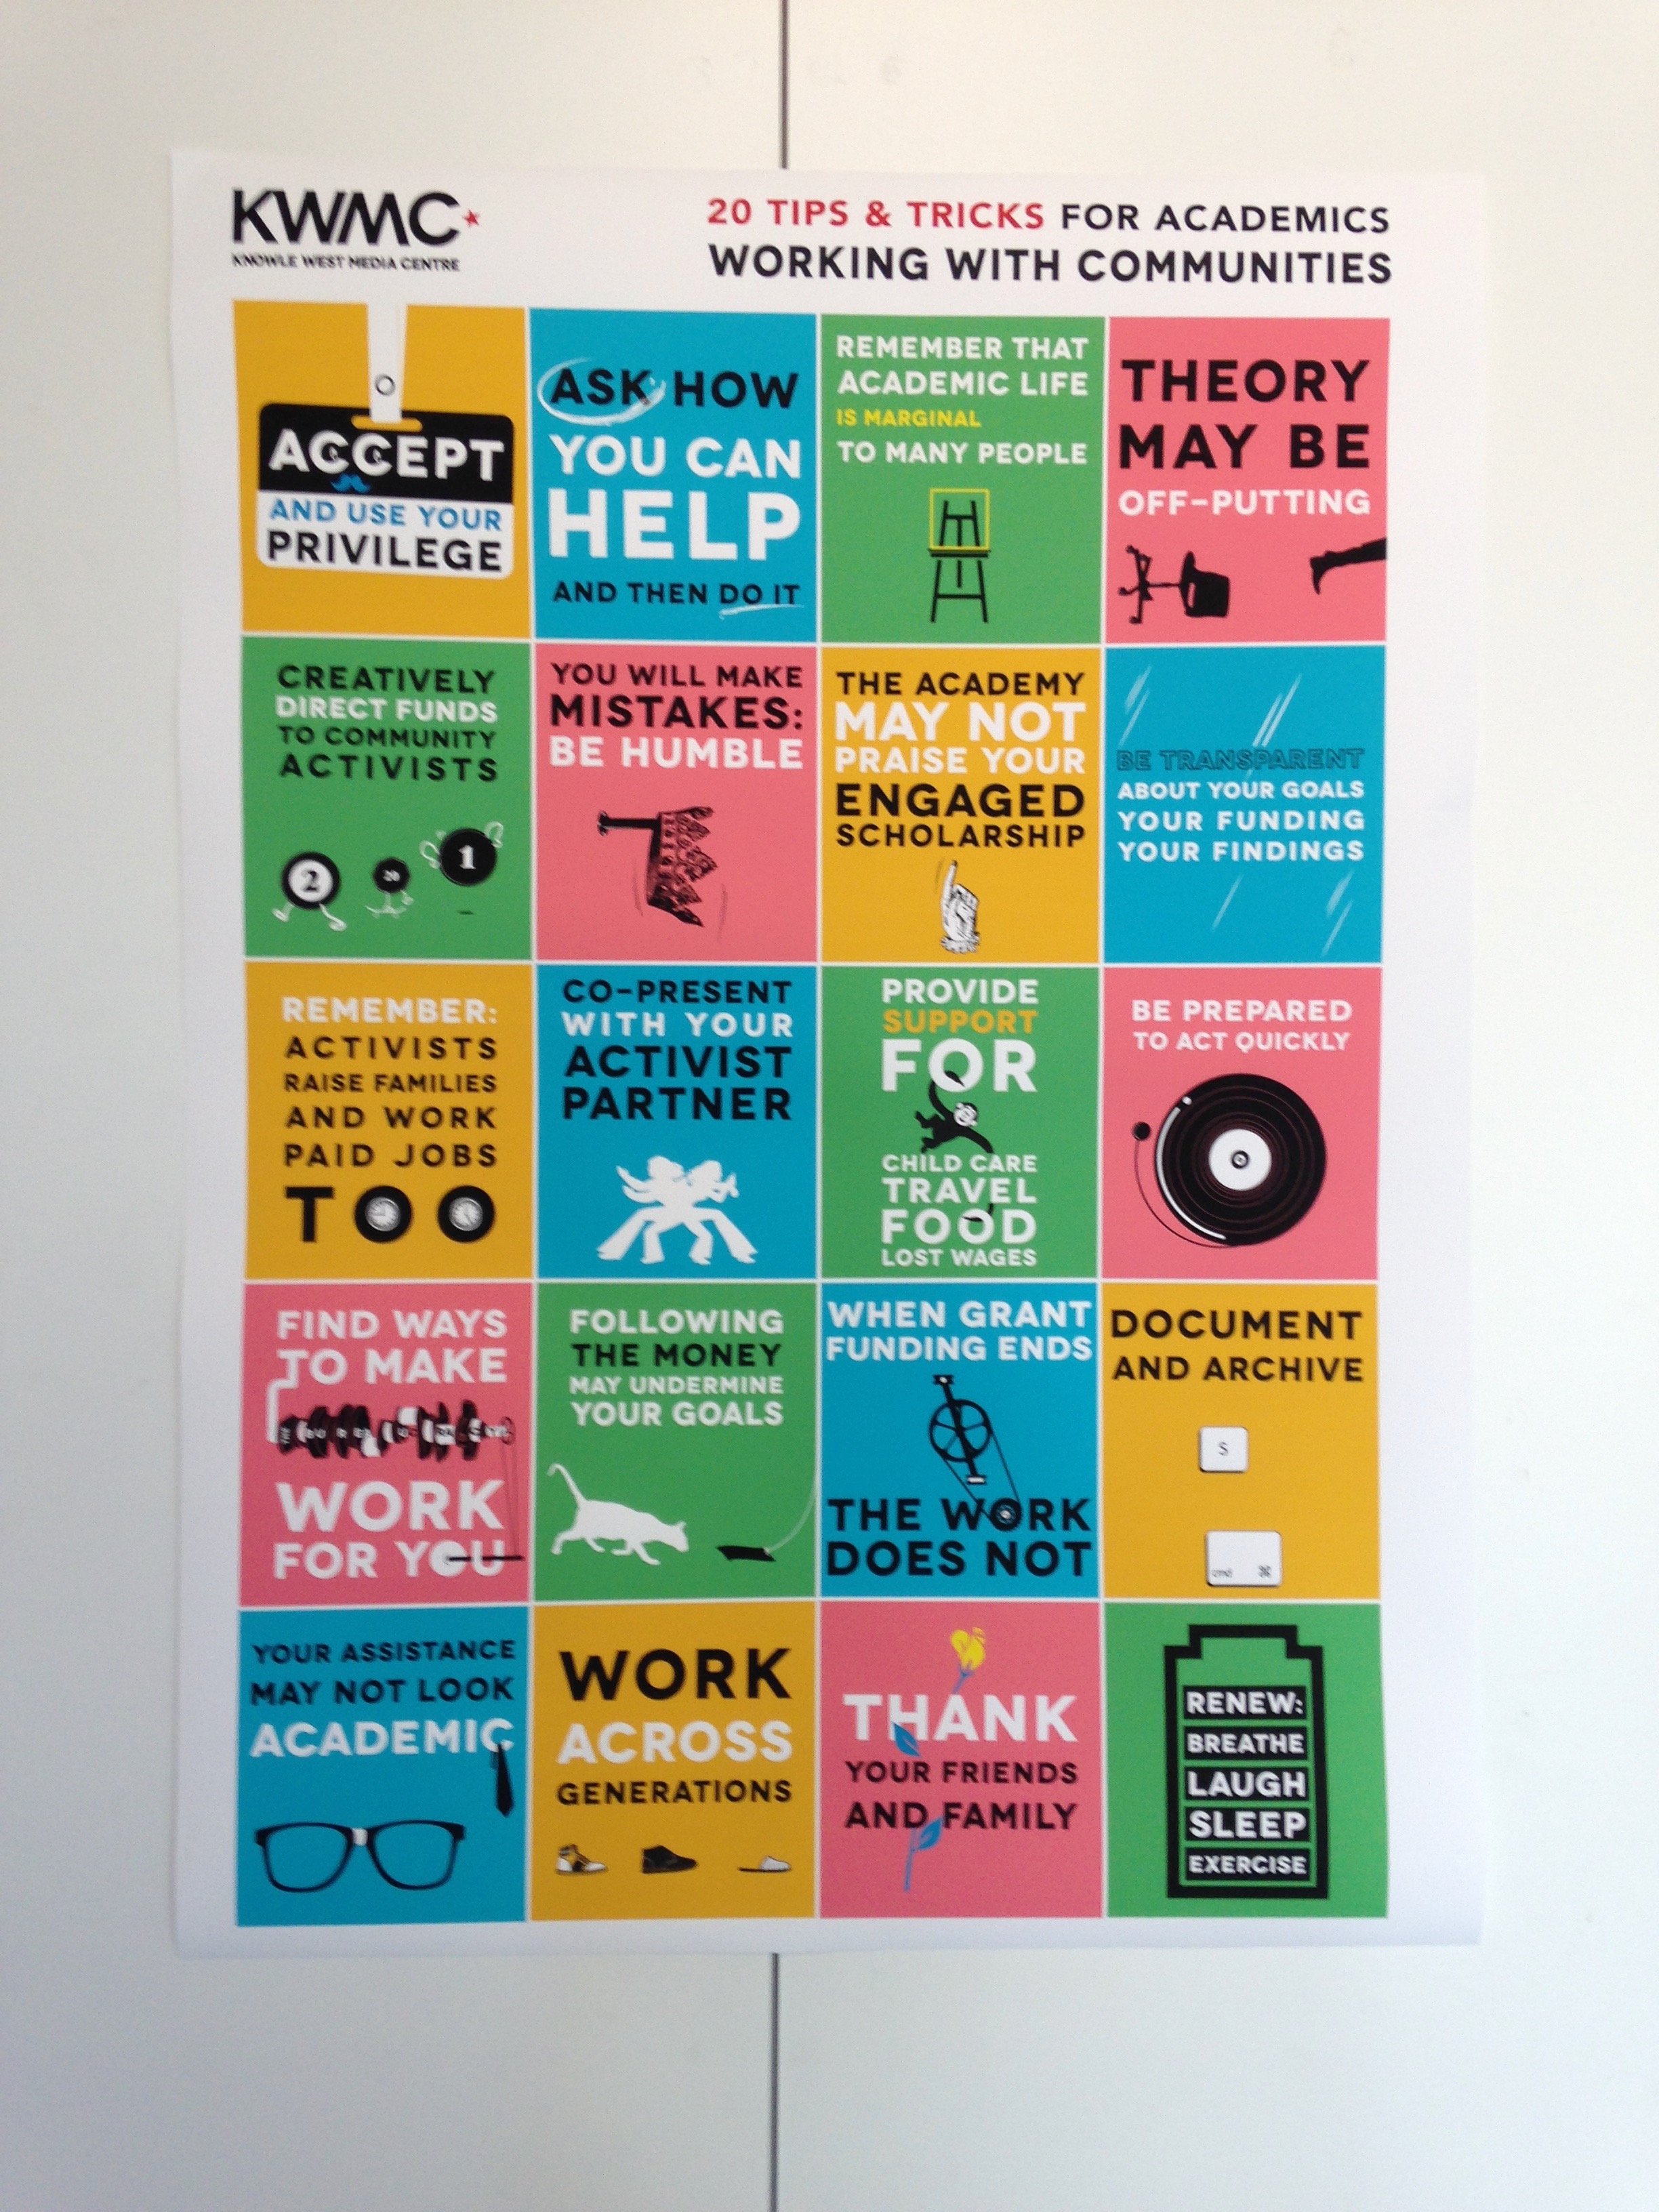 KWMC
KNOWLE WEST MEDIA CENTRE
20 TIPS & TRICKS FOR ACADEMICS
WORKING WITH COMMUNITIES
ACCEPT
AND USE YOUR
PRIVILEGE
ASK HOW
YOU CAN
HELP
AND THEN DO IT
REMEMBER THAT
ACADEMIC LIFE
IS MARGINAL
TO MANY PEOPLE
THEORY
MAY BE
OFF-PUTTING
CREATIVELY
DIRECT FUNDS
TO COMMUNITY
ACTIVISTS
2 20 1
YOU WILL MAKE
MISTAKES:
BE HUMBLE
THE ACADEMY
MAY NOT
PRAISE YOUR
ENGAGED
SCHOLARSHIP
BE TRANSPARENT
ABOUT YOUR GOALS
YOUR FUNDING
YOUR FINDINGS
REMEMBER:
ACTIVISTS
RAISE FAMILIES
AND WORK
PAID JOBS
TOO
CO-PRESENT
WITH YOUR
ACTIVIST
PARTNER
PROVIDE
SUPPORT
FOR
CHILD CARE
TRAVEL
FOOD
LOST WAGES
BE PREPARED
TO ACT QUICKLY
FIND WAYS
TO MAKE
WORK
FOR YOU
FOLLOWING
THE MONEY
MAY UNDERMINE
YOUR GOALS
WHEN GRANT
FUNDING ENDS
THE WORK
DOES NOT
DOCUMENT
AND ARCHIVE
S
cmd ⌘
YOUR ASSISTANCE
MAY NOT LOOK
ACADEMIC
WORK
ACROSS
GENERATIONS
THANK
YOUR FRIENDS
AND FAMILY
RENEW:
BREATHE
LAUGH
SLEEP
EXERCISE